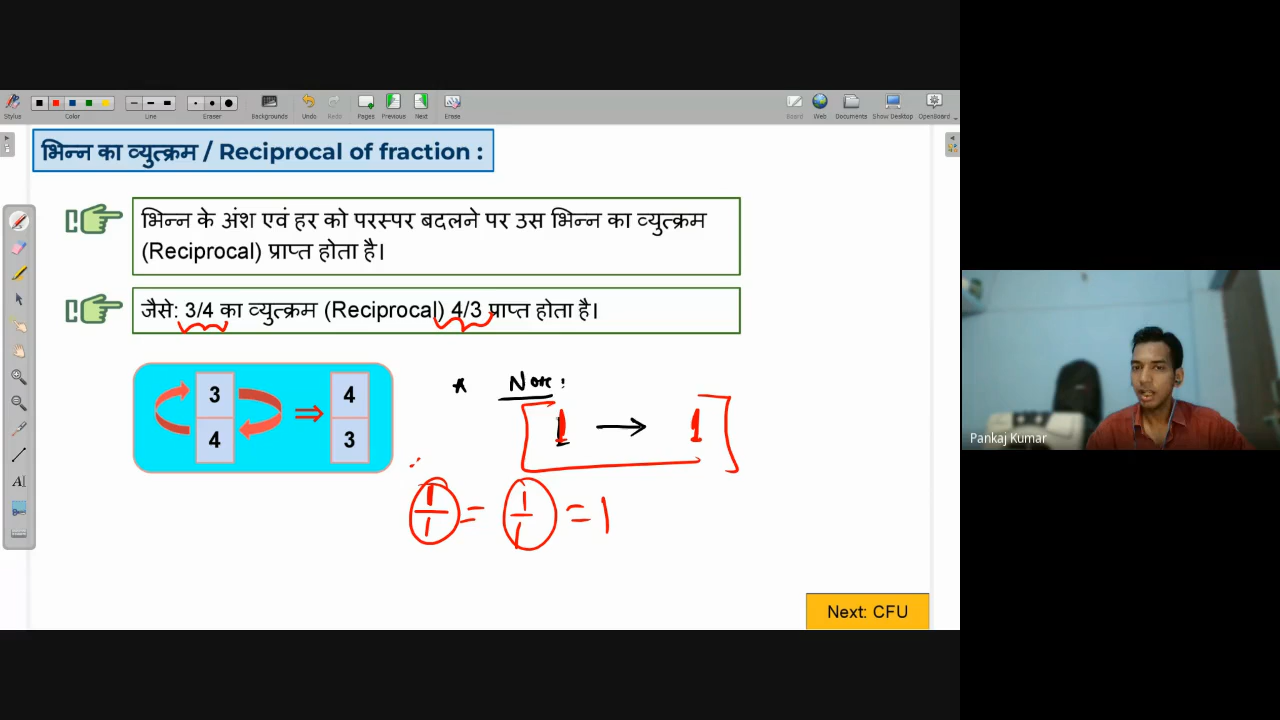 Stylus Color Line Eraser Backgrounds Undo Redo Pages Previous Next Erase Board Web Documents Show Desktop OpenBoard
भिन्न का व्युत्क्रम / Reciprocal of fraction :
भिन्न के अंश एवं हर को परस्पर बदलने पर उस भिन्न का व्युत्क्रम
(Reciprocal) प्राप्त होता है।
जैसे: 3/4 का व्युत्क्रम (Reciprocal) 4/3 प्राप्त होता है।
3 ⇒ 4
4 3
* Note:
1 → 1
1/1 = 1/1 = 1
Pankaj Kumar
Next: CFU